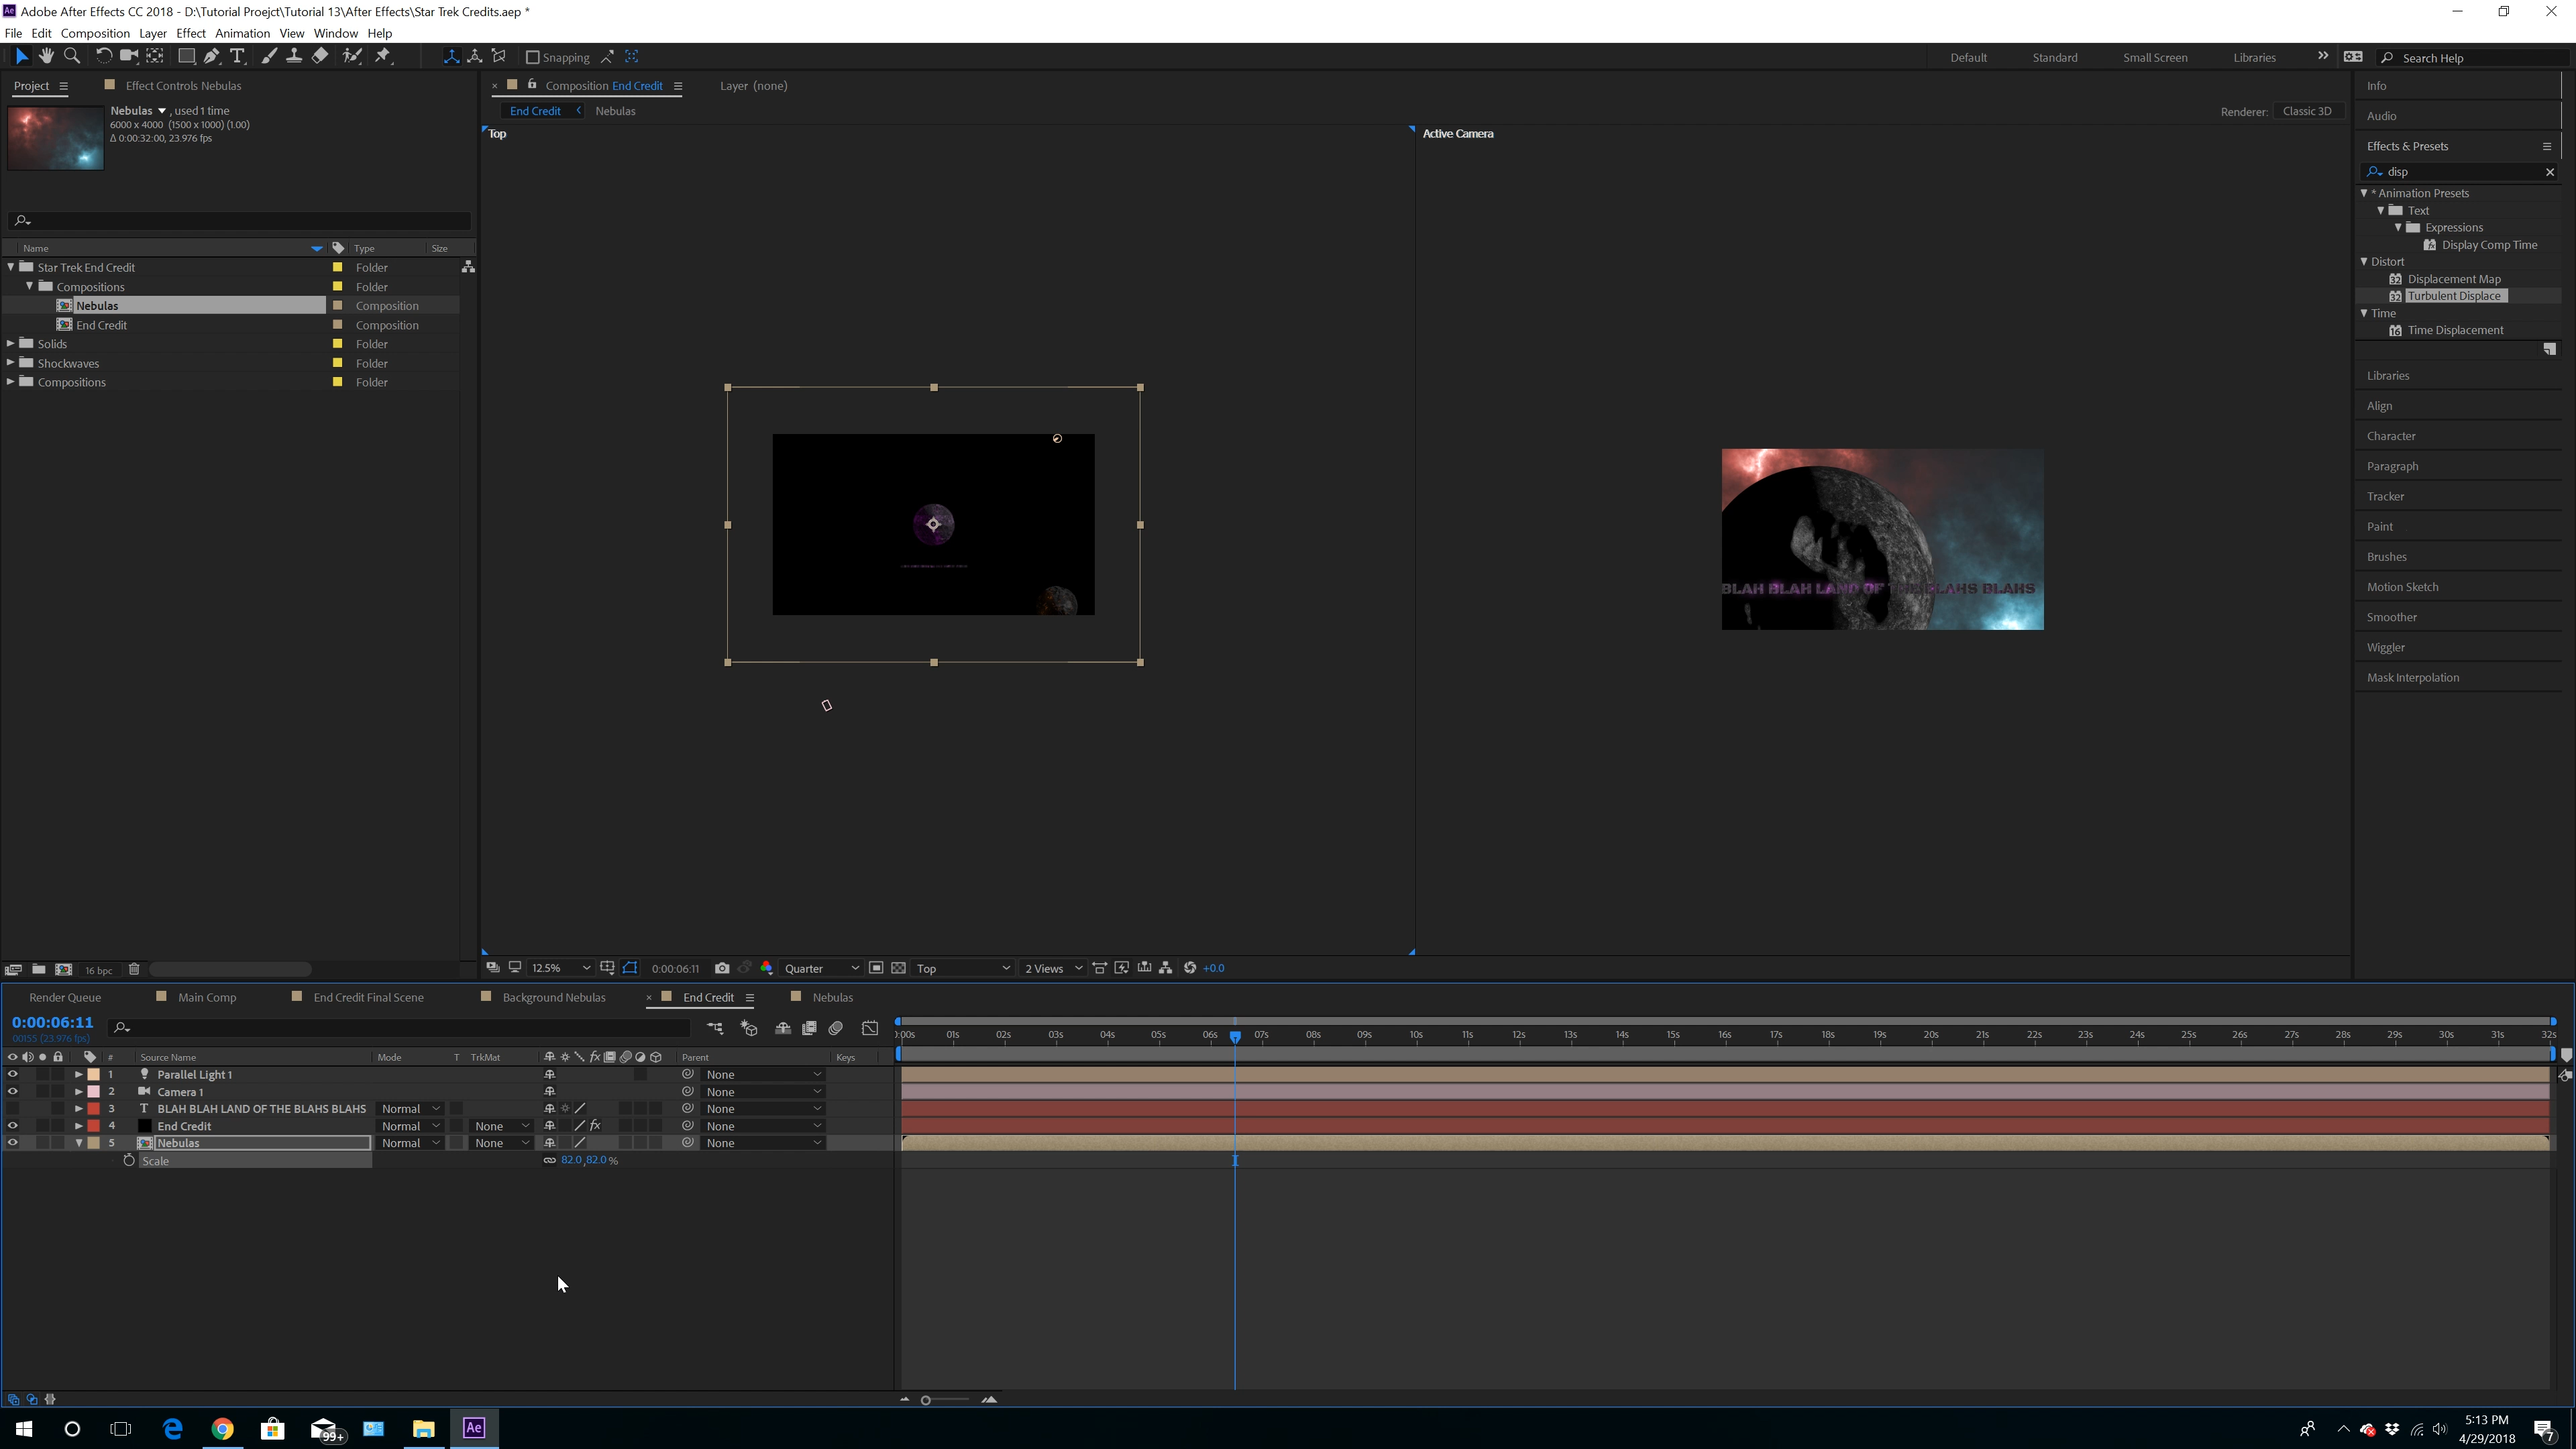 Adobe After Effects CC 2018 - D:\Tutorial Proejct\Tutorial 13\After Effects\Star Trek Credits.aep *
File Edit Composition Layer Effect Animation View Window Help
Snapping
Default Standard Small Screen Libraries Search Help
Project Effect Controls Nebulas
Composition End Credit Layer (none)
Info
Nebulas , used 1 time
6000 x 4000 (1500 x 1000) (1.00)
Δ 0:00:32:00, 23.976 fps
End Credit Nebulas
Renderer: Classic 3D
Audio
Top
Active Camera
Effects & Presets
disp
* Animation Presets
Text
Expressions
Display Comp Time
Distort
Displacement Map
Turbulent Displace
Time
Time Displacement
Name Type Size
Star Trek End Credit Folder
Compositions Folder
Nebulas Composition
End Credit Composition
Solids Folder
Shockwaves Folder
Compositions Folder
Libraries
Align
Character
Paragraph
Tracker
Paint
Brushes
Motion Sketch
Smoother
Wiggler
Mask Interpolation
BLAH BLAH LAND OF THE BLAHS BLAHS
16 bpc
12.5% 0:00:06:11 Quarter Top 2 Views +0.0
Render Queue Main Comp End Credit Final Scene Background Nebulas End Credit Nebulas
0:00:06:11
00155 (23.976 fps)
:00s 01s 02s 03s 04s 05s 06s 07s 08s 09s 10s 11s 12s 13s 14s 15s 16s 17s 18s 19s 20s 21s 22s 23s 24s 25s 26s 27s 28s 29s 30s 31s 32s
# Source Name Mode T TrkMat Parent Keys
1 Parallel Light 1 None
2 Camera 1 None
3 T BLAH BLAH LAND OF THE BLAHS BLAHS Normal None
4 End Credit Normal None None
5 Nebulas Normal None None
Scale 82.0, 82.0 %
99+
Ae
5:13 PM
4/29/2018
7